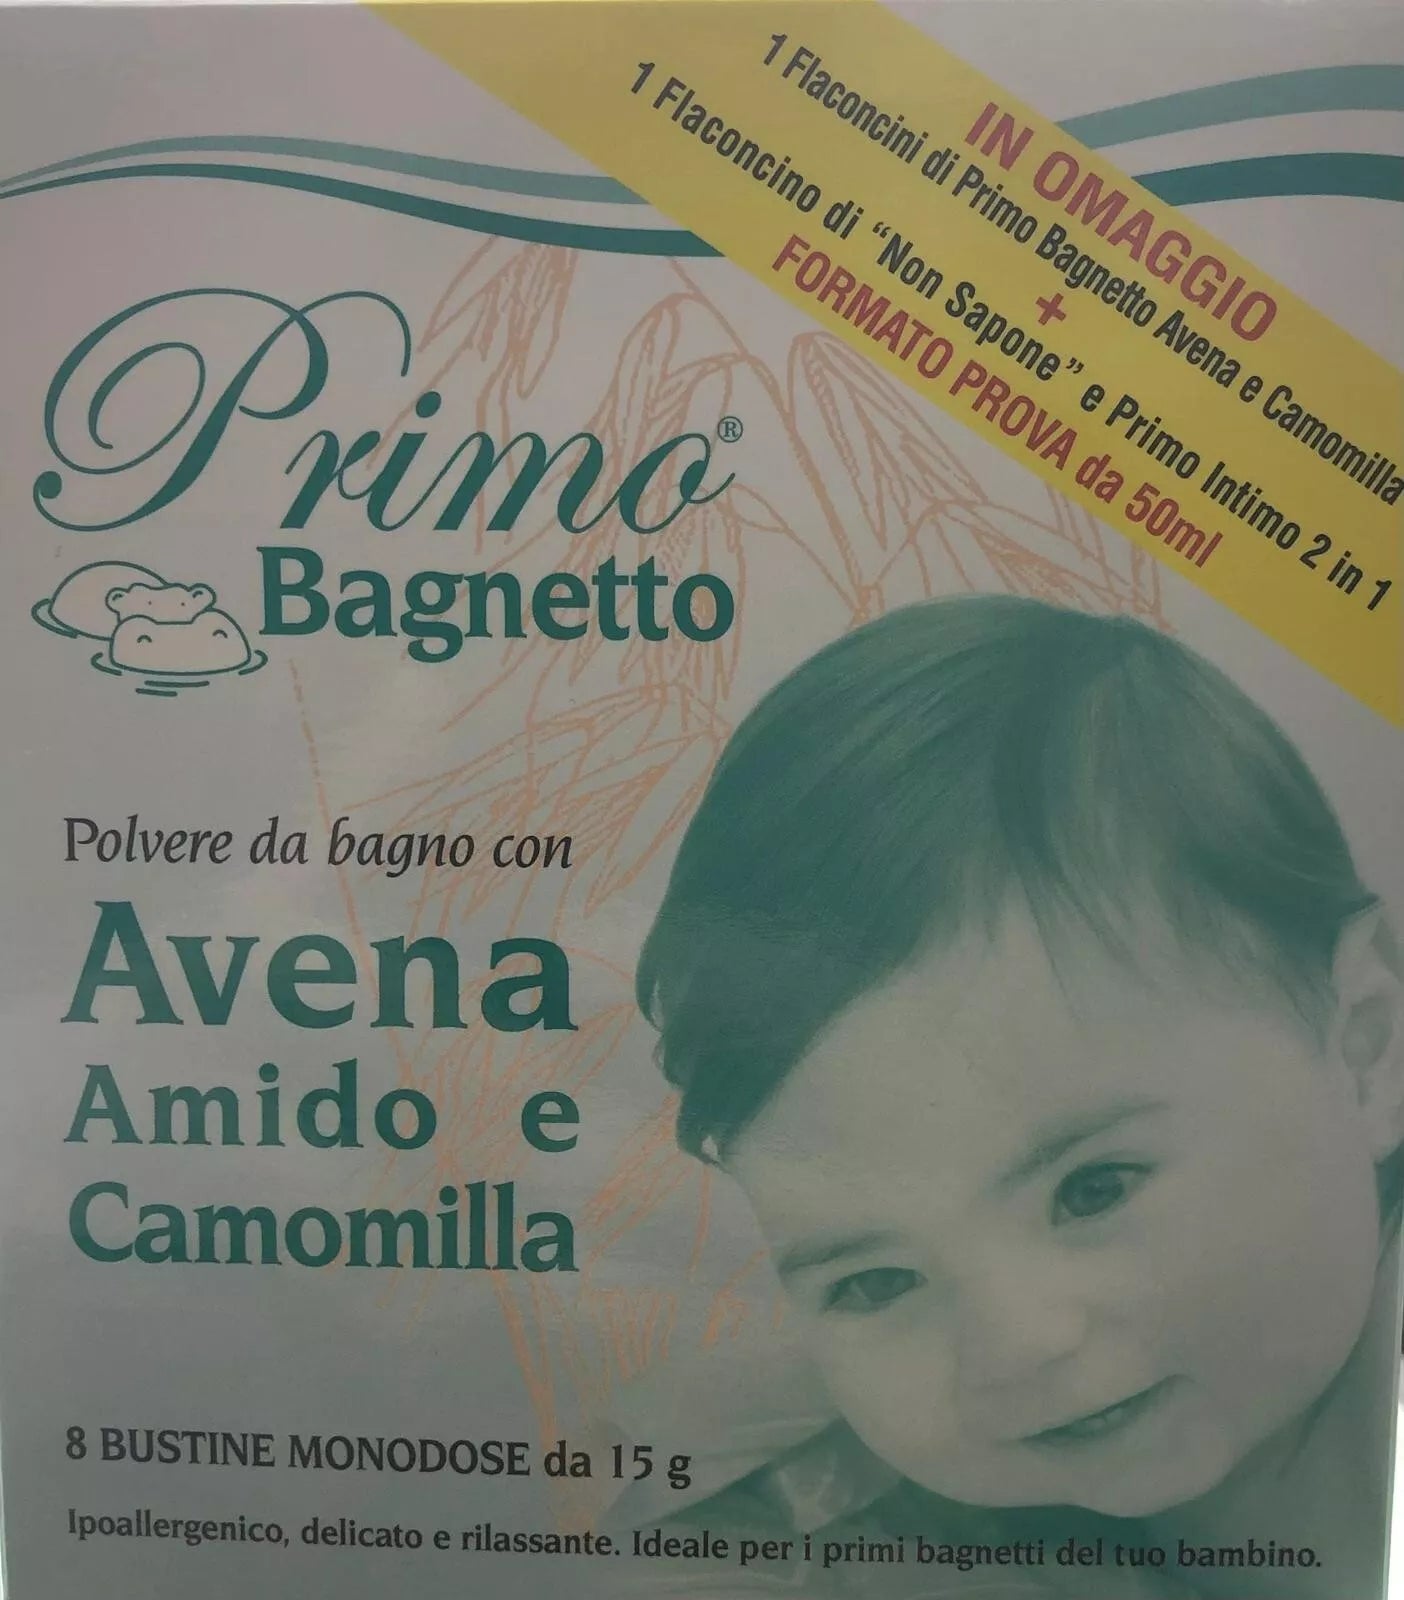 IN OMAGGIO
1 Flaconcini di Primo Bagnetto Avena e Camomilla
+
1 Flaconcino di “Non Sapone” e Primo Intimo 2 in 1
FORMATO PROVA da 50ml
Primo®
Bagnetto
Polvere da bagno con
Avena
Amido e
Camomilla
8 BUSTINE MONODOSE da 15 g
Ipoallergenico, delicato e rilassante. Ideale per i primi bagnetti del tuo bambino.